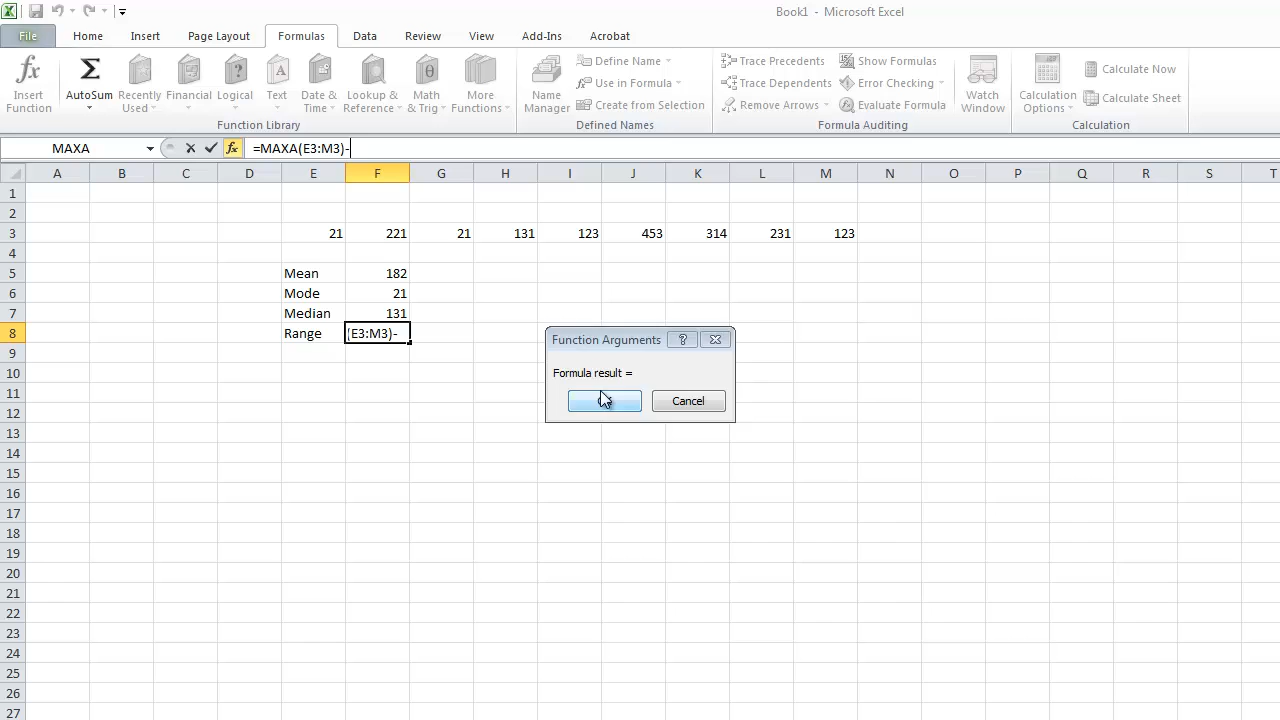 Book1 - Microsoft Excel
File Home Insert Page Layout Formulas Data Review View Add-Ins Acrobat
Insert Function
AutoSum
Recently Used
Financial
Logical
Text
Date & Time
Lookup & Reference
Math & Trig
More Functions
Function Library
Name Manager
Define Name
Use in Formula
Create from Selection
Defined Names
Trace Precedents
Trace Dependents
Remove Arrows
Show Formulas
Error Checking
Evaluate Formula
Formula Auditing
Watch Window
Calculation Options
Calculate Now
Calculate Sheet
Calculation
MAXA fx =MAXA(E3:M3)-
A B C D E F G H I J K L M N O P Q R S T
1
2
3 21 221 21 131 123 453 314 231 123
4
5 Mean 182
6 Mode 21
7 Median 131
8 Range (E3:M3)-
9
10
11
12
13
14
15
16
17
18
19
20
21
22
23
24
25
26
27
Function Arguments
Formula result =
Cancel